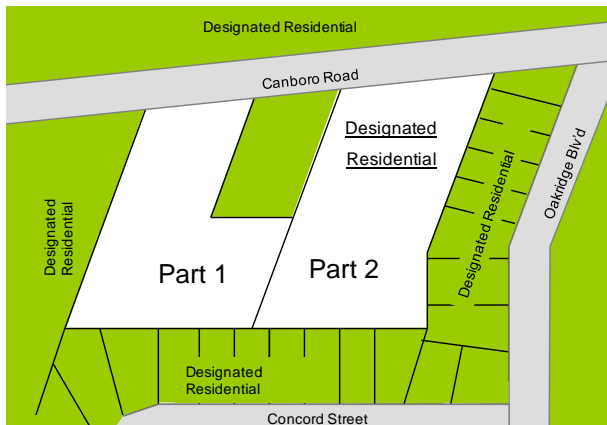 Designated Residential
Canboro Road
Designated
Residential
Oakridge Blv'd
Designated Residential
Designated
Residential
Part 1
Part 2
Designated
Residential
Concord Street